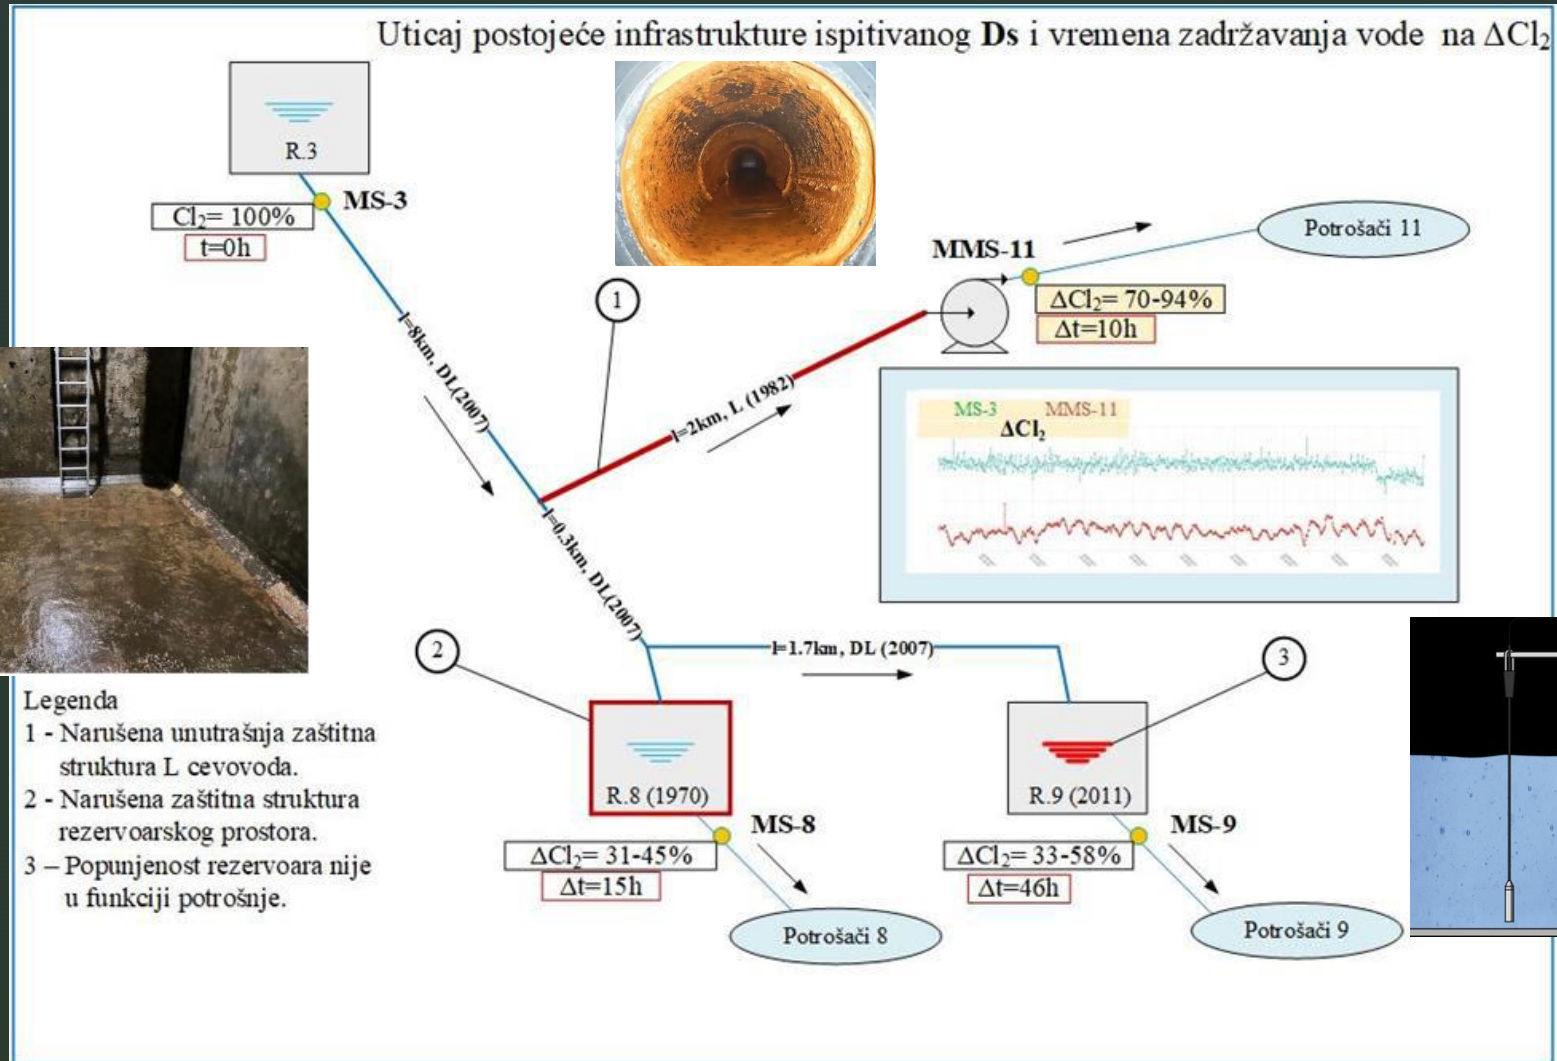 Uticaj postojeće infrastrukture ispitivanog Ds i vremena zadržavanja vode na ΔCl₂
R.3
MS-3
Cl₂= 100%
t=0h
l=8km, DL(2007)
1
l=2km, L (1982)
MMS-11
Potrošači 11
ΔCl₂= 70-94%
Δt=10h
MS-3 MMS-11
ΔCl₂
l=0.3km, DL(2007)
l=1.7km, DL (2007)
2
3
R.8 (1970)
MS-8
ΔCl₂= 31-45%
Δt=15h
Potrošači 8
R.9 (2011)
MS-9
ΔCl₂= 33-58%
Δt=46h
Potrošači 9
Legenda
1 - Narušena unutrašnja zaštitna
struktura L cevovoda.
2 - Narušena zaštitna struktura
rezervoarskog prostora.
3 – Popunjenost rezervoara nije
u funkciji potrošnje.